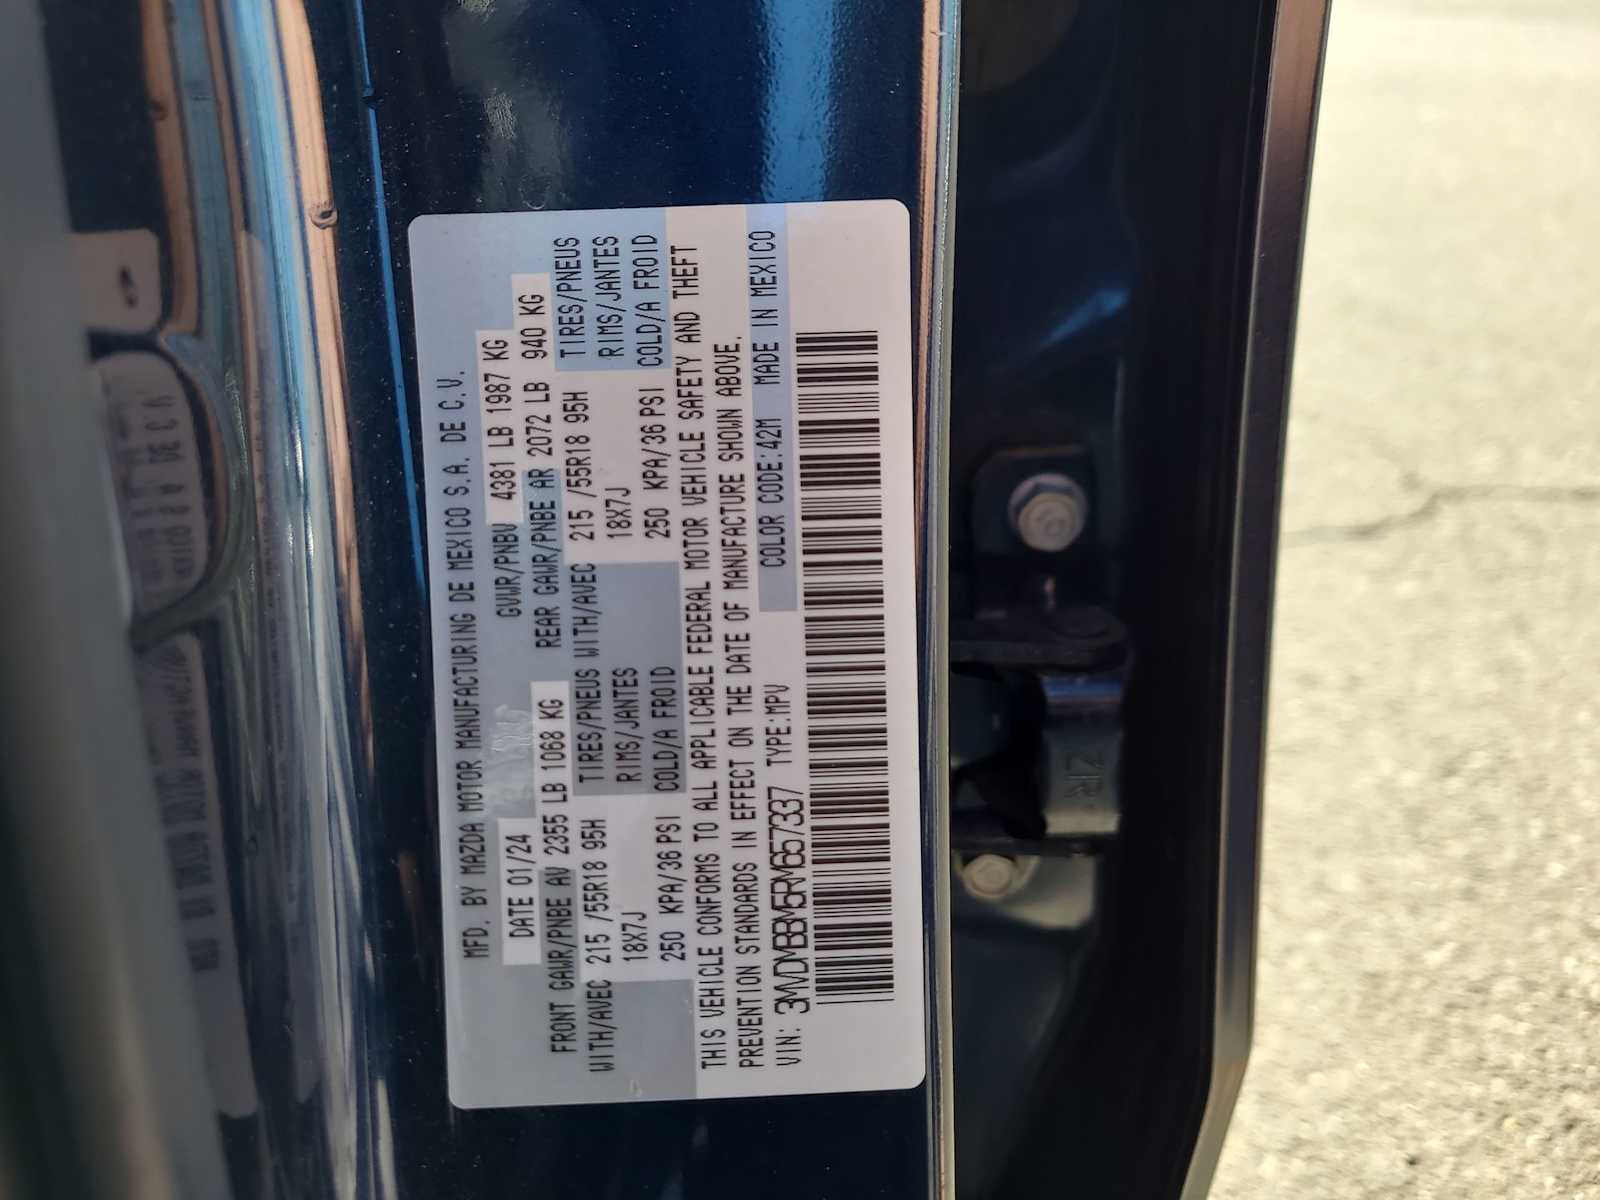 MFD. BY MAZDA MOTOR MANUFACTURING DE MEXICO S.A. DE C.V.
DATE 01/24 GVWR/PNBV 4381 LB 1987 KG
FRONT GAWR/PNBE AV 2355 LB 1068 KG REAR GAWR/PNBE AR 2072 LB 940 KG
WITH/AVEC 215 /55R18 95H TIRES/PNEUS WITH/AVEC 215 /55R18 95H TIRES/PNEUS
18X7J RIMS/JANTES 18X7J RIMS/JANTES
250 KPA/36 PSI COLD/A FROID 250 KPA/36 PSI COLD/A FROID
THIS VEHICLE CONFORMS TO ALL APPLICABLE FEDERAL MOTOR VEHICLE SAFETY AND THEFT
PREVENTION STANDARDS IN EFFECT ON THE DATE OF MANUFACTURE SHOWN ABOVE.
VIN: 3MVDMBBM5RM657337 TYPE:MPV COLOR CODE:42M MADE IN MEXICO